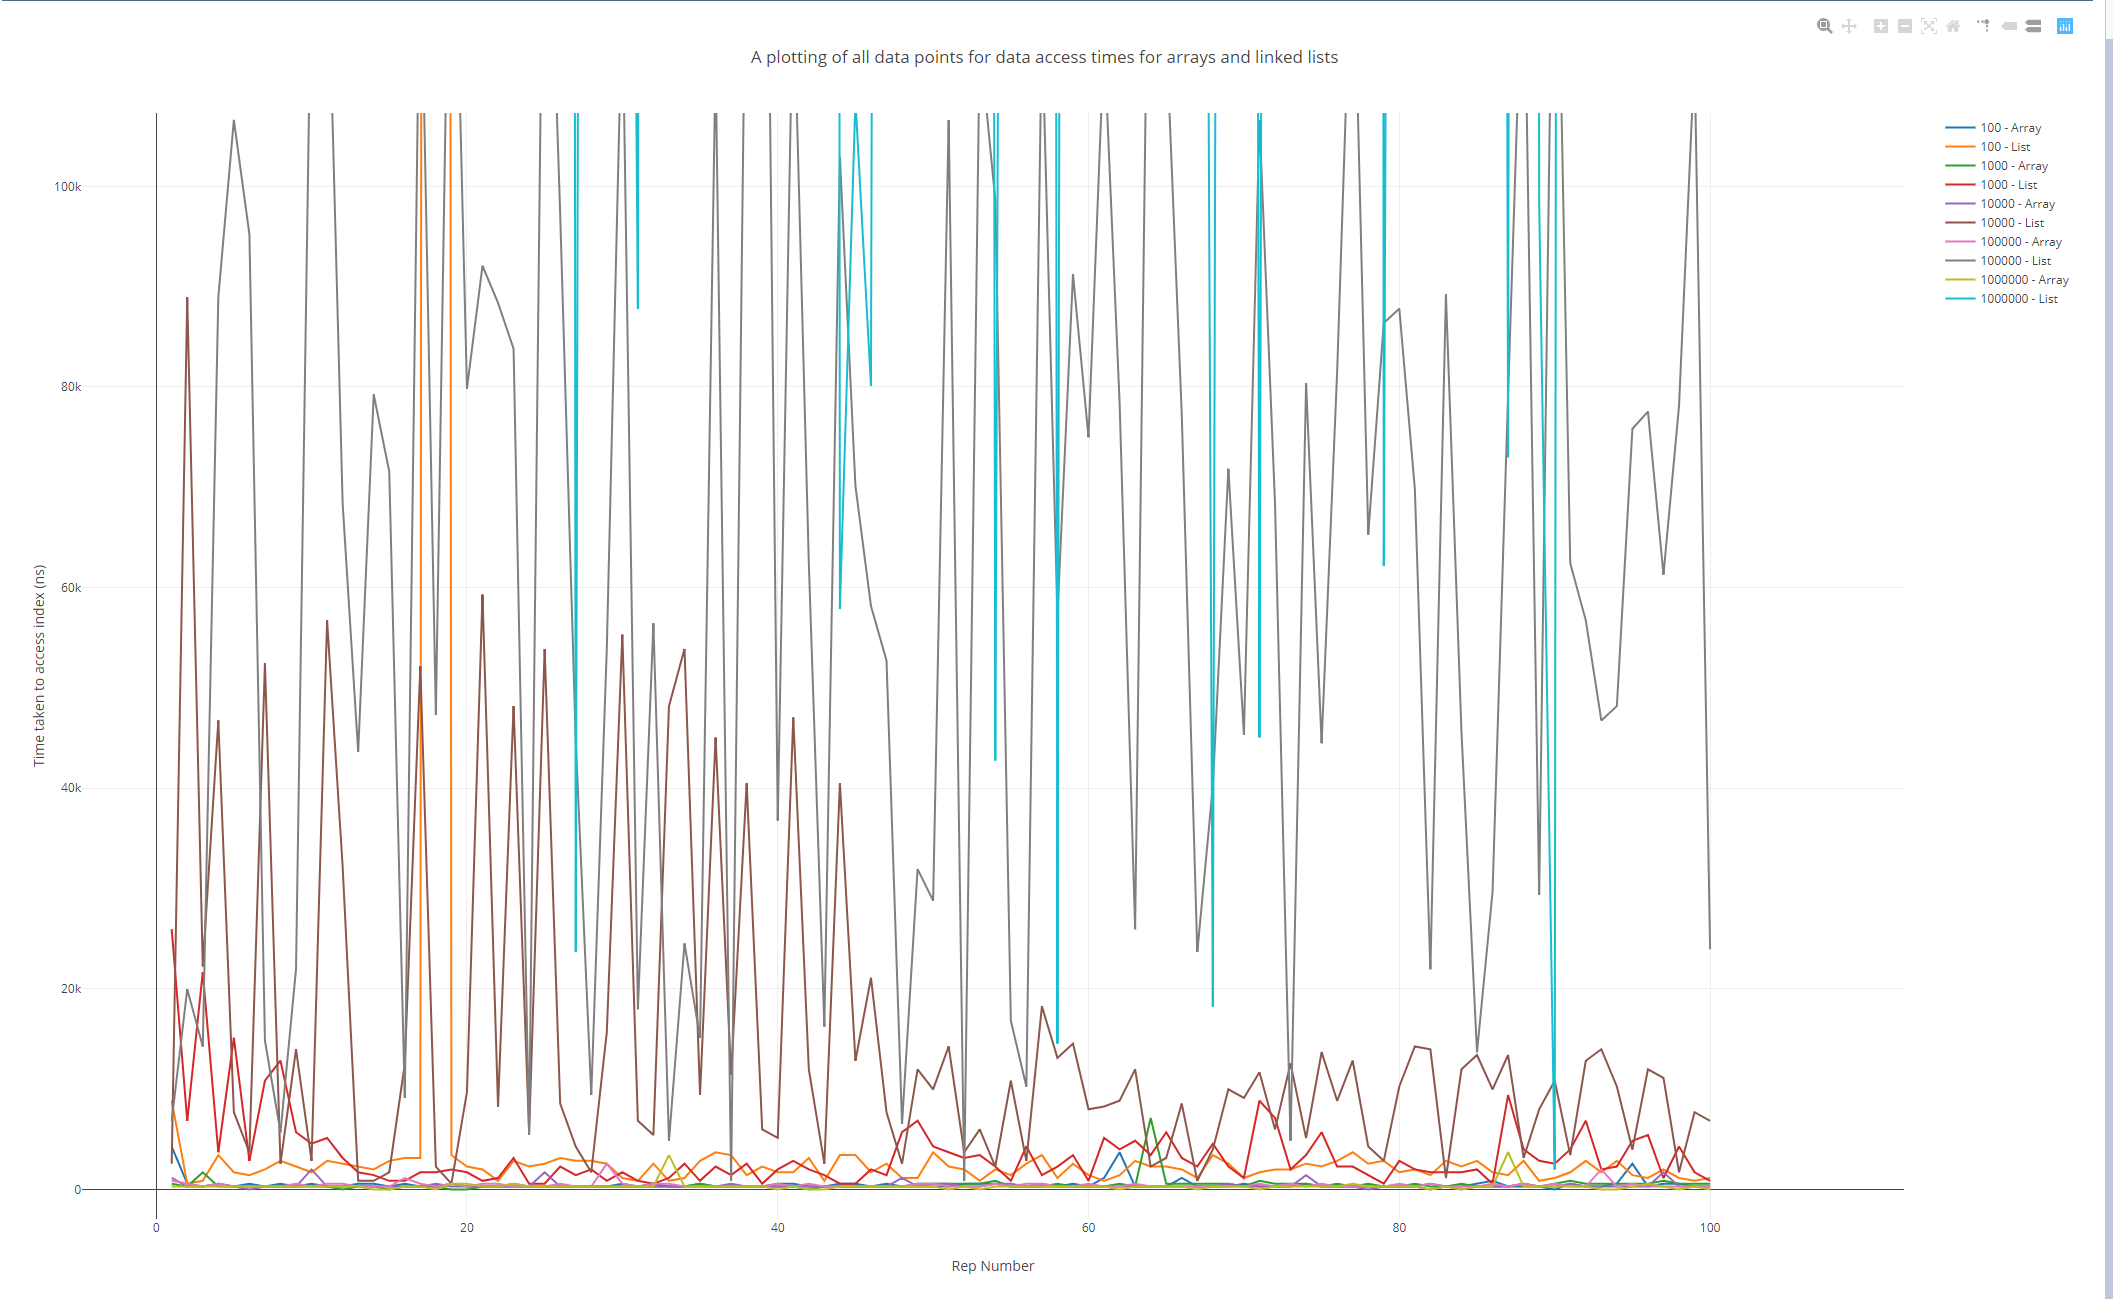 A plotting of all data points for data access times for arrays and linked lists
100 - Array
100 - List
1000 - Array
1000 - List
10000 - Array
10000 - List
100000 - Array
100000 - List
1000000 - Array
1000000 - List
Time taken to access index (ns)
100k
80k
60k
40k
20k
0
0
20
40
60
80
100
Rep Number